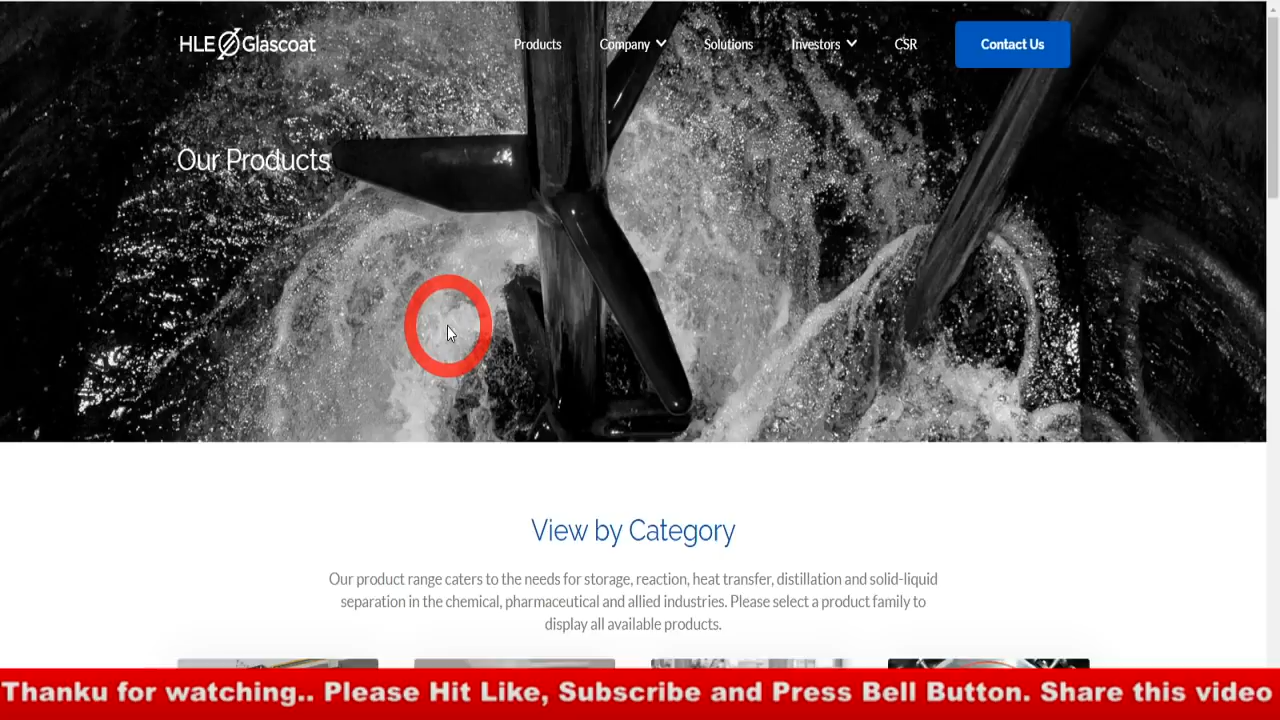 HLE Glascoat
Products
Company
Solutions
Investors
CSR
Contact Us
Our Products
View by Category
Our product range caters to the needs for storage, reaction, heat transfer, distillation and solid-liquid
separation in the chemical, pharmaceutical and allied industries. Please select a product family to
display all available products.
Thanku for watching.. Please Hit Like, Subscribe and Press Bell Button. Share this video